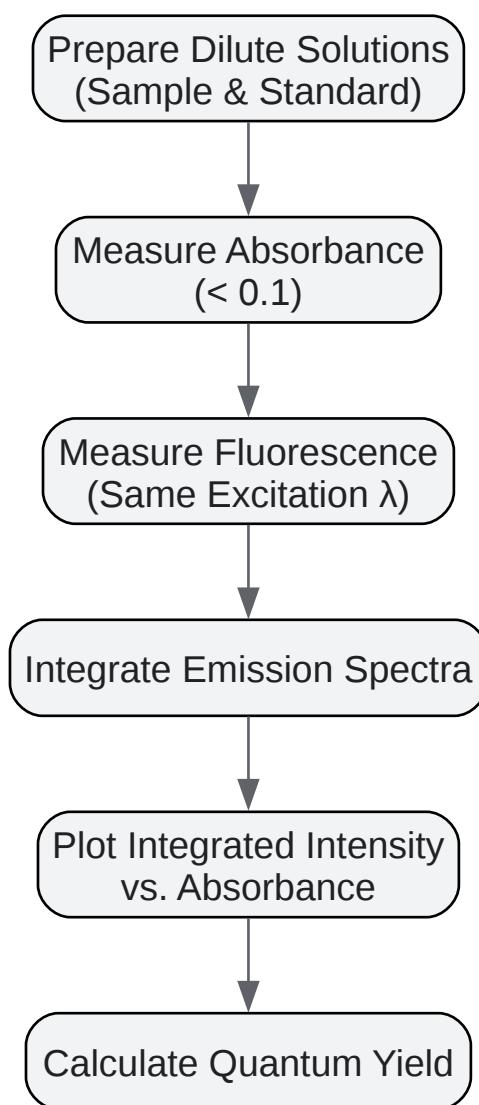 Prepare Dilute Solutions
(Sample & Standard)
Measure Absorbance
(< 0.1)
Measure Fluorescence
(Same Excitation λ)
Integrate Emission Spectra
Plot Integrated Intensity
vs. Absorbance
Calculate Quantum Yield